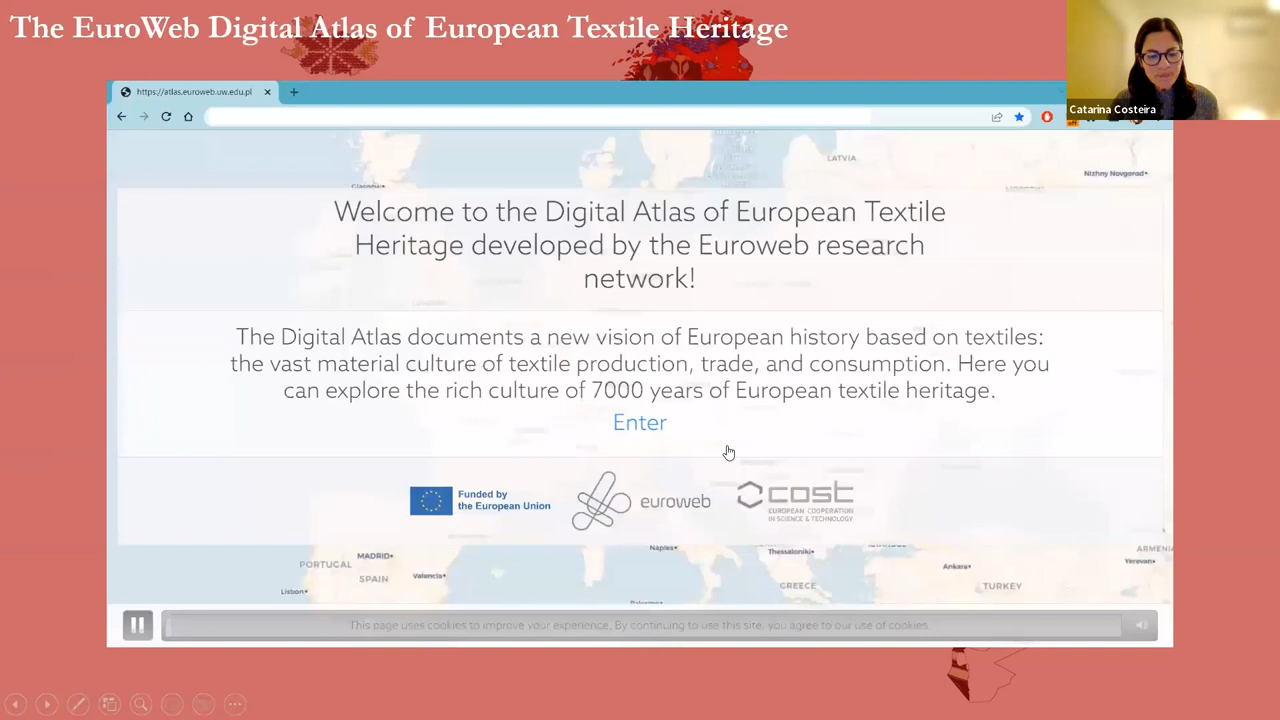 The EuroWeb Digital Atlas of European Textile Heritage
Catarina Costeira
https://atlas.euroweb.uw.edu.pl
off
LATVIA
Nizhny Novgorod
Glasgow
Welcome to the Digital Atlas of European Textile
Heritage developed by the Euroweb research
network!
The Digital Atlas documents a new vision of European history based on textiles:
the vast material culture of textile production, trade, and consumption. Here you
can explore the rich culture of 7000 years of European textile heritage.
Enter
Funded by
the European Union
euroweb
cost
EUROPEAN COOPERATION
IN SCIENCE & TECHNOLOGY
MADRID
PORTUGAL
SPAIN
Valencia
Lisbon
Naples
Thessaloniki
GREECE
Ankara
TURKEY
ARMENIA
Yerevan
This page uses cookies to improve your experience. By continuing to use this site, you agree to our use of cookies.